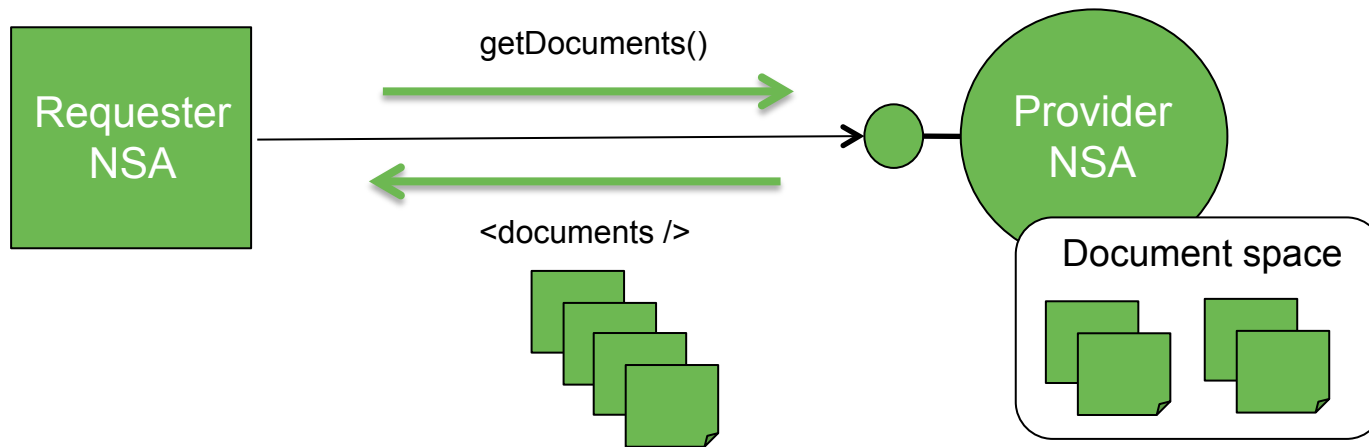 getDocuments()
Requester
NSA
Provider
NSA
<documents />
Document space